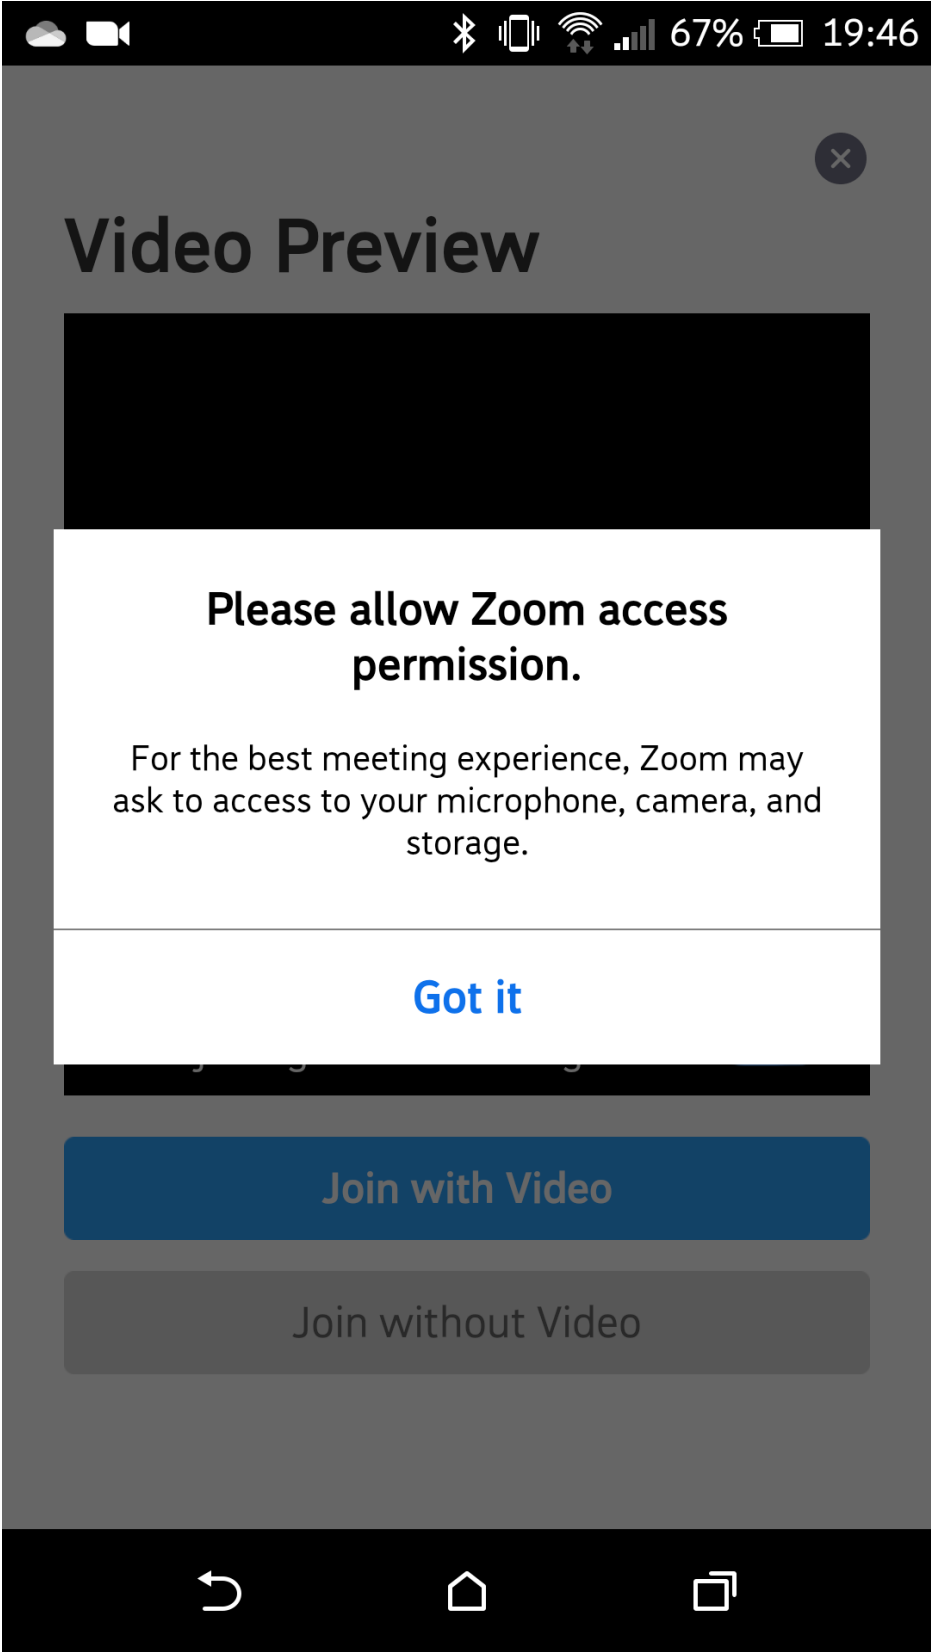 67% 19:46
Video Preview
Please allow Zoom access
permission.
For the best meeting experience, Zoom may
ask to access to your microphone, camera, and
storage.
Got it
Join with Video
Join without Video